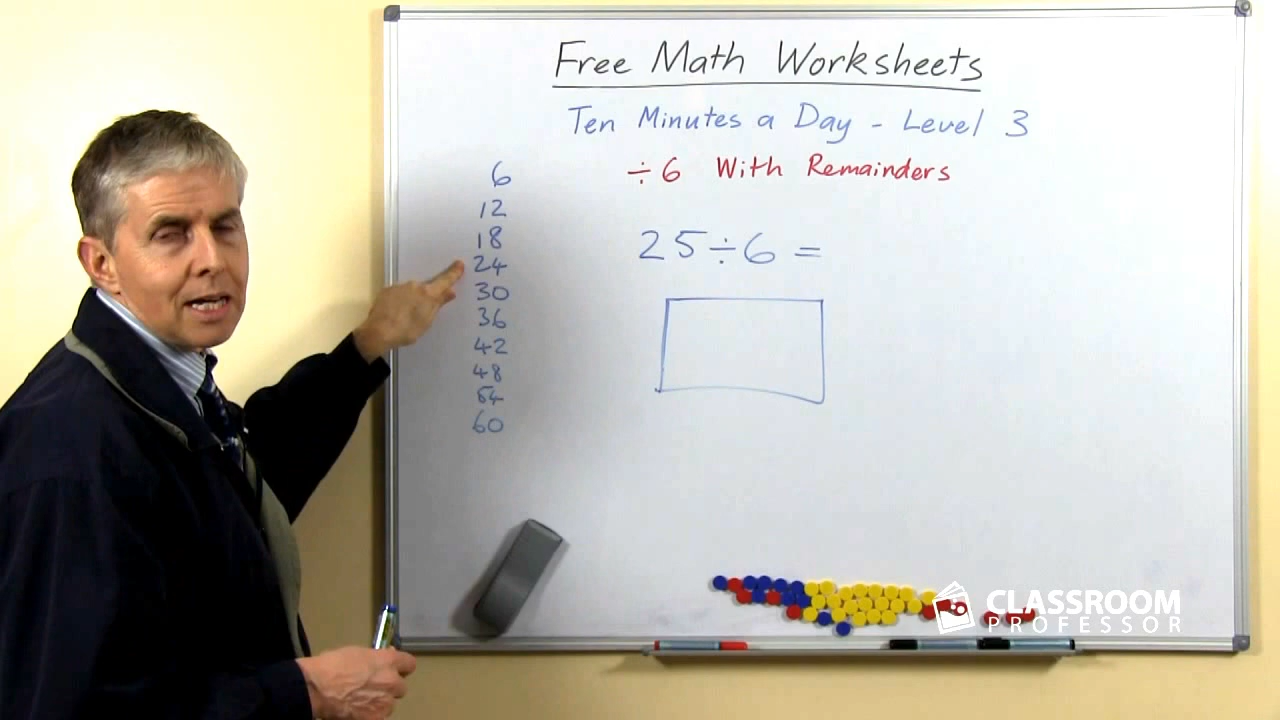 Free Math Worksheets
Ten Minutes a Day - Level 3
÷6 With Remainders
6
12
18
24
30
36
42
48
54
60
25÷6=
CLASSROOM
PROFESSOR